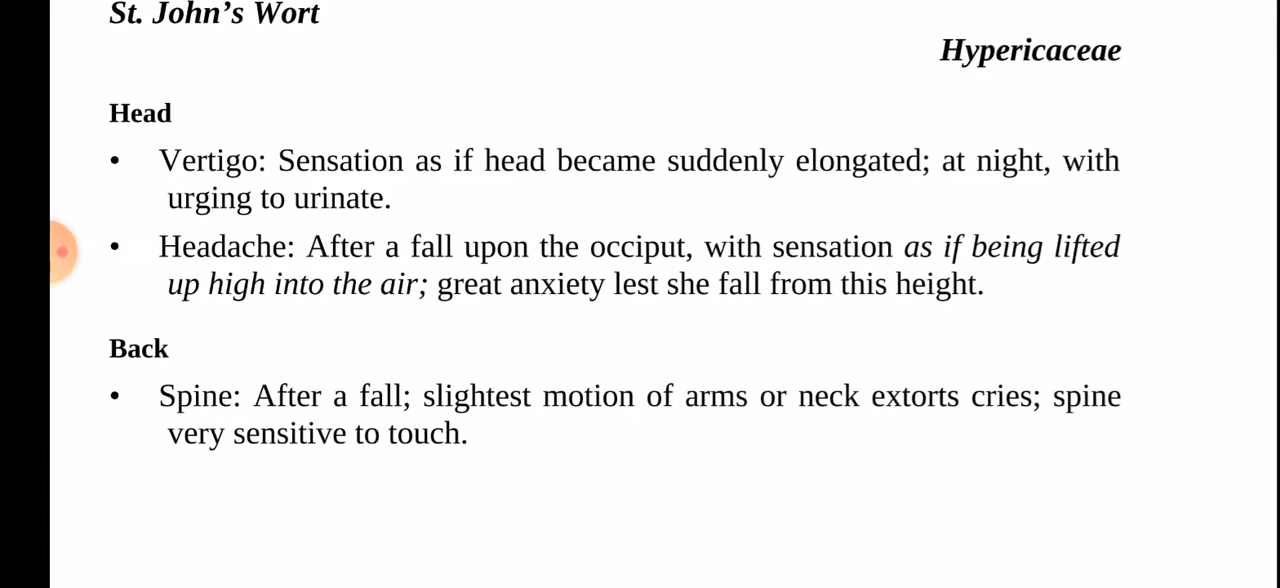 St. John’s Wort
Hypericaceae
Head
• Vertigo: Sensation as if head became suddenly elongated; at night, with
urging to urinate.
• Headache: After a fall upon the occiput, with sensation as if being lifted
up high into the air; great anxiety lest she fall from this height.
Back
• Spine: After a fall; slightest motion of arms or neck extorts cries; spine
very sensitive to touch.